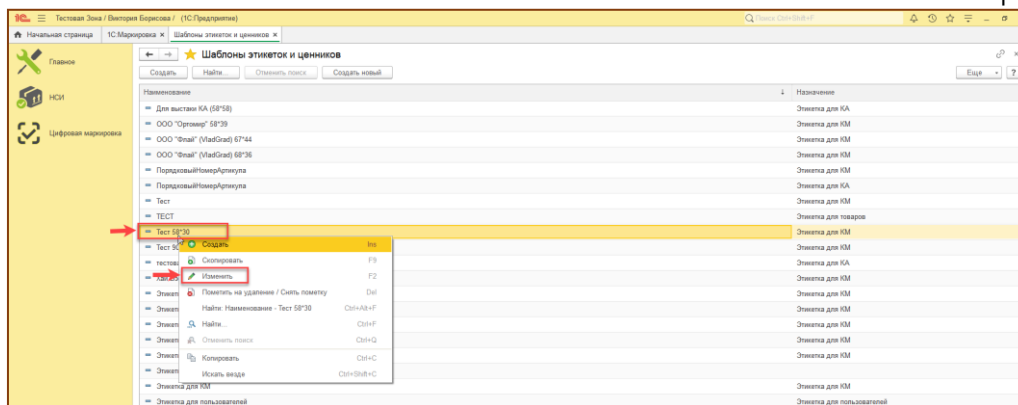 Тестовая Зона / Виктория Борисова / (1С:Предприятие)
Поиск Ctrl+Shift+F
Начальная страница
1С:Маркировка ×
Шаблоны этикеток и ценников ×
Главное
НСИ
Цифровая маркировка
Шаблоны этикеток и ценников
Создать
Найти...
Отменить поиск
Создать новый
Еще
?
Наименование
Назначение
Для выставки КА (58*58)
Этикетка для КА
ООО "Ортомир" 58*39
Этикетка для КМ
ООО "Флай" (VladGrad) 67*44
Этикетка для КМ
ООО "Флай" (VladGrad) 68*36
Этикетка для КМ
ПорядковыйНомерАртикула
Этикетка для КМ
ПорядковыйНомерАртикула
Этикетка для КА
Тест
Этикетка для КМ
ТЕСТ
Этикетка для товаров
Тест 58*30
Этикетка для КМ
Этикетка для КМ
Этикетка для КА
Этикетка для КМ
Этикетка для КМ
Этикетка для КМ
Этикетка для КМ
Этикетка для КМ
Этикетка для КМ
Создать Ins
Скопировать F9
Изменить F2
Пометить на удаление / Снять пометку Del
Найти: Наименование - Тест 58*30 Ctrl+Alt+F
Найти... Ctrl+F
Отменить поиск Ctrl+Q
Копировать Ctrl+C
Искать везде Ctrl+Shift+C
Этикетка для КМ
Этикетка для КМ
Этикетка для пользователей
Этикетка для пользователей